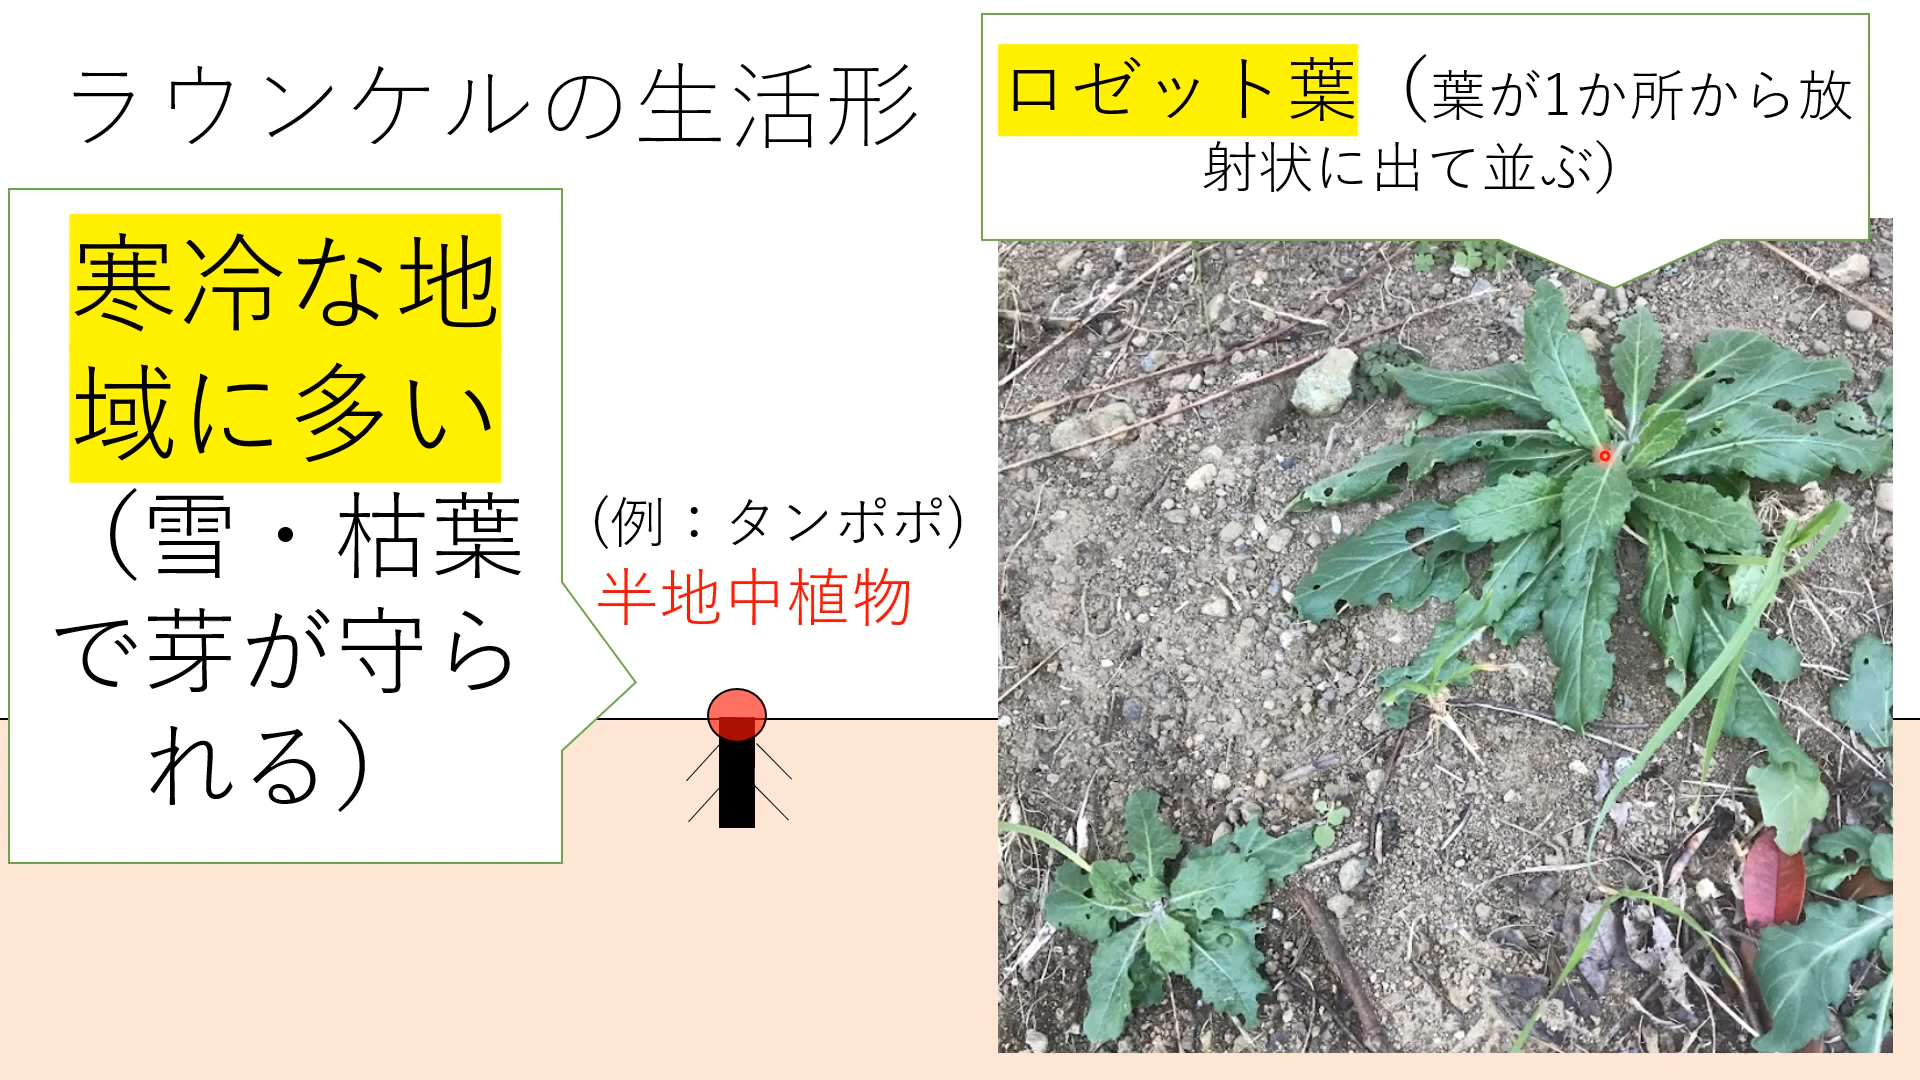 ラウンケルの生活形
ロゼット葉（葉が1か所から放
射状に出て並ぶ）
寒冷な地
域に多い
（雪・枯葉
で芽が守ら
れる）
(例：タンポポ)
半地中植物